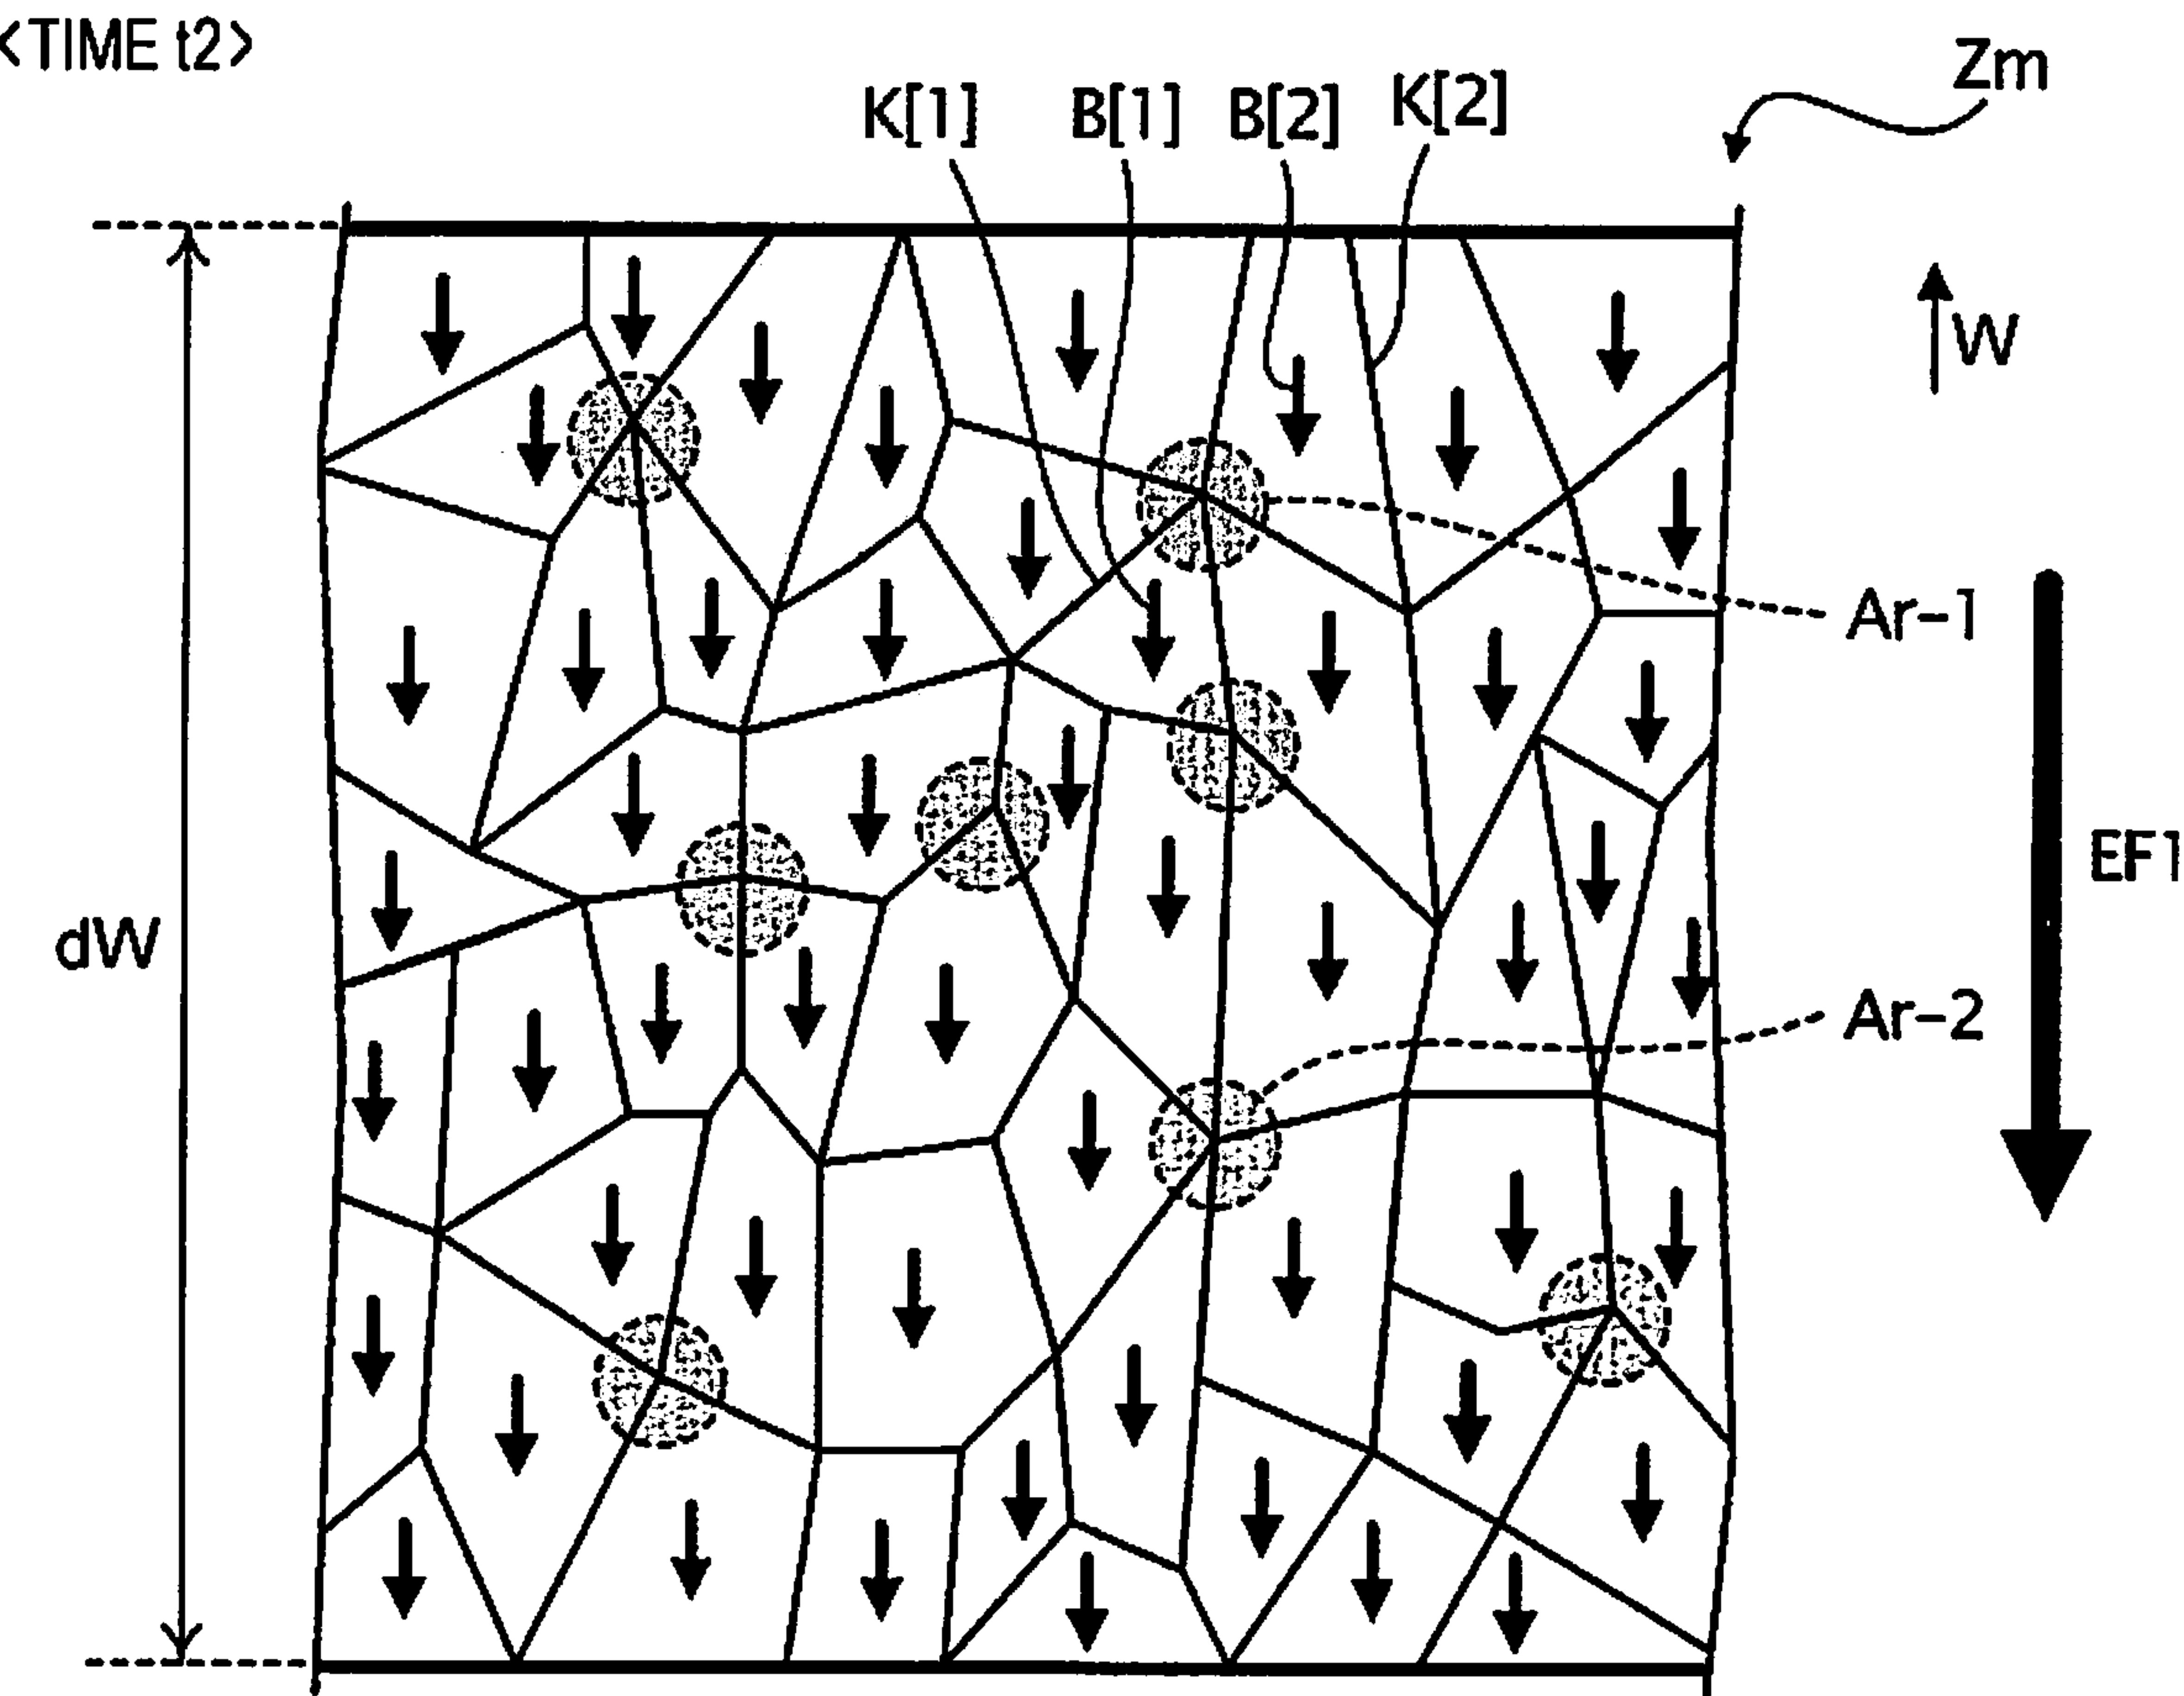 <TIME t2>
Zm
K[1] B[1] B[2] K[2]
W
Ar-1
EF1
dW
Ar-2